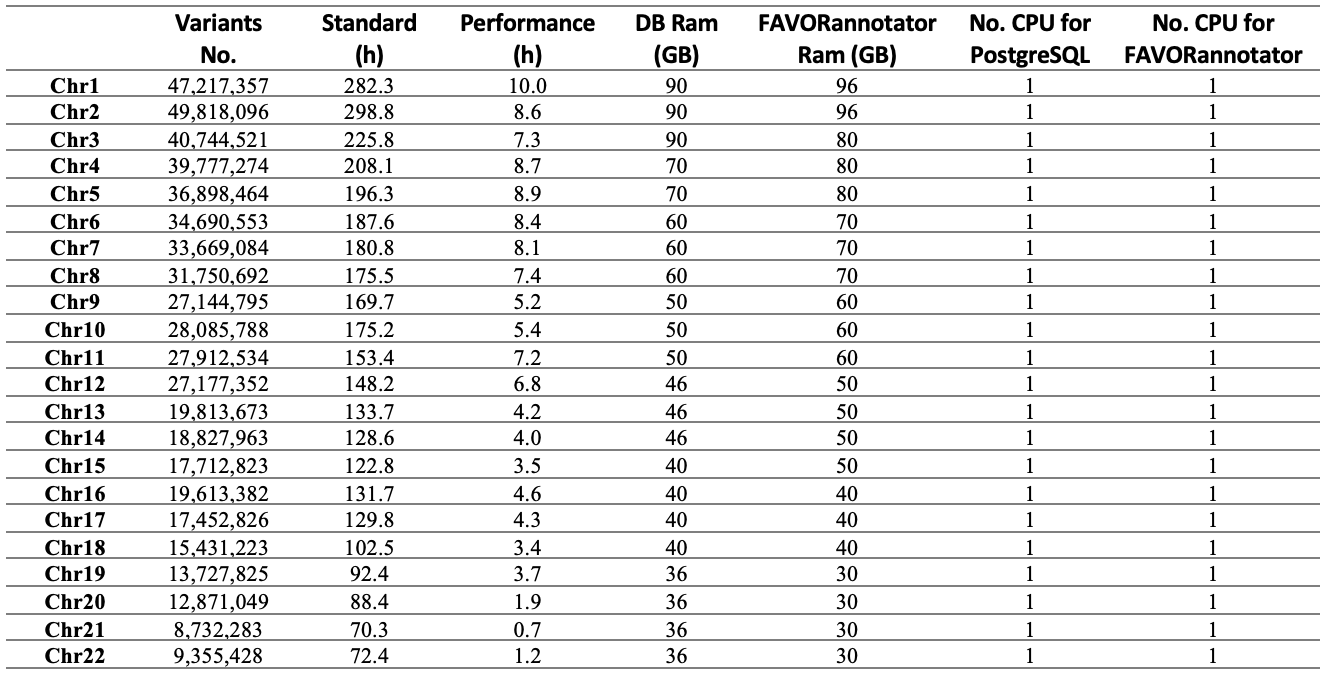 Variants Standard Performance DB Ram FAVORannotator No. CPU for No. CPU for
No. (h) (h) (GB) Ram (GB) PostgreSQL FAVORannotator
Chr1 47,217,357 282.3 10.0 90 96 1 1
Chr2 49,818,096 298.8 8.6 90 96 1 1
Chr3 40,744,521 225.8 7.3 90 80 1 1
Chr4 39,777,274 208.1 8.7 70 80 1 1
Chr5 36,898,464 196.3 8.9 70 80 1 1
Chr6 34,690,553 187.6 8.4 60 70 1 1
Chr7 33,669,084 180.8 8.1 60 70 1 1
Chr8 31,750,692 175.5 7.4 60 70 1 1
Chr9 27,144,795 169.7 5.2 50 60 1 1
Chr10 28,085,788 175.2 5.4 50 60 1 1
Chr11 27,912,534 153.4 7.2 50 60 1 1
Chr12 27,177,352 148.2 6.8 46 50 1 1
Chr13 19,813,673 133.7 4.2 46 50 1 1
Chr14 18,827,963 128.6 4.0 46 50 1 1
Chr15 17,712,823 122.8 3.5 40 50 1 1
Chr16 19,613,382 131.7 4.6 40 40 1 1
Chr17 17,452,826 129.8 4.3 40 40 1 1
Chr18 15,431,223 102.5 3.4 40 40 1 1
Chr19 13,727,825 92.4 3.7 36 30 1 1
Chr20 12,871,049 88.4 1.9 36 30 1 1
Chr21 8,732,283 70.3 0.7 36 30 1 1
Chr22 9,355,428 72.4 1.2 36 30 1 1